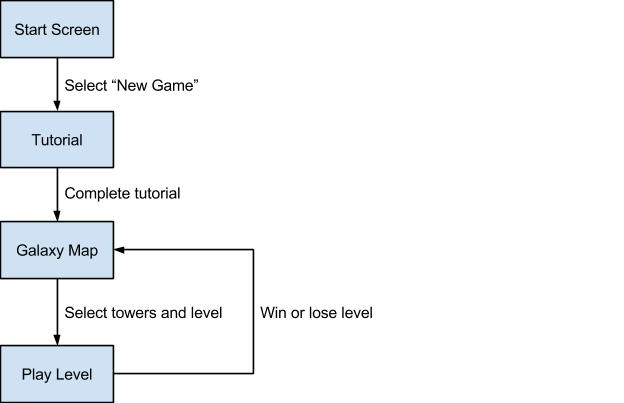 Start Screen
Select “New Game”
Tutorial
Complete tutorial
Galaxy Map
Select towers and level
Win or lose level
Play Level